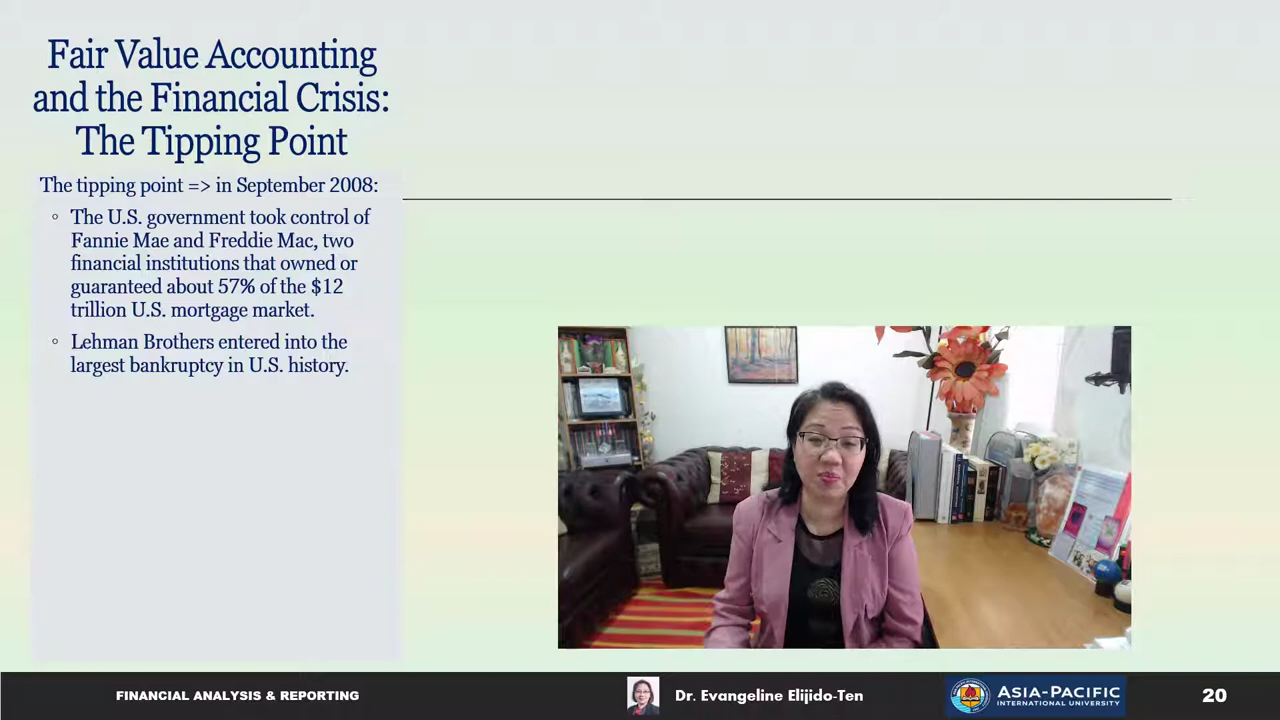 Fair Value Accounting
and the Financial Crisis:
The Tipping Point
The tipping point => in September 2008:
◦ The U.S. government took control of
Fannie Mae and Freddie Mac, two
financial institutions that owned or
guaranteed about 57% of the $12
trillion U.S. mortgage market.
◦ Lehman Brothers entered into the
largest bankruptcy in U.S. history.
FINANCIAL ANALYSIS & REPORTING
Dr. Evangeline Elijido-Ten
ASIA-PACIFIC
INTERNATIONAL UNIVERSITY
20